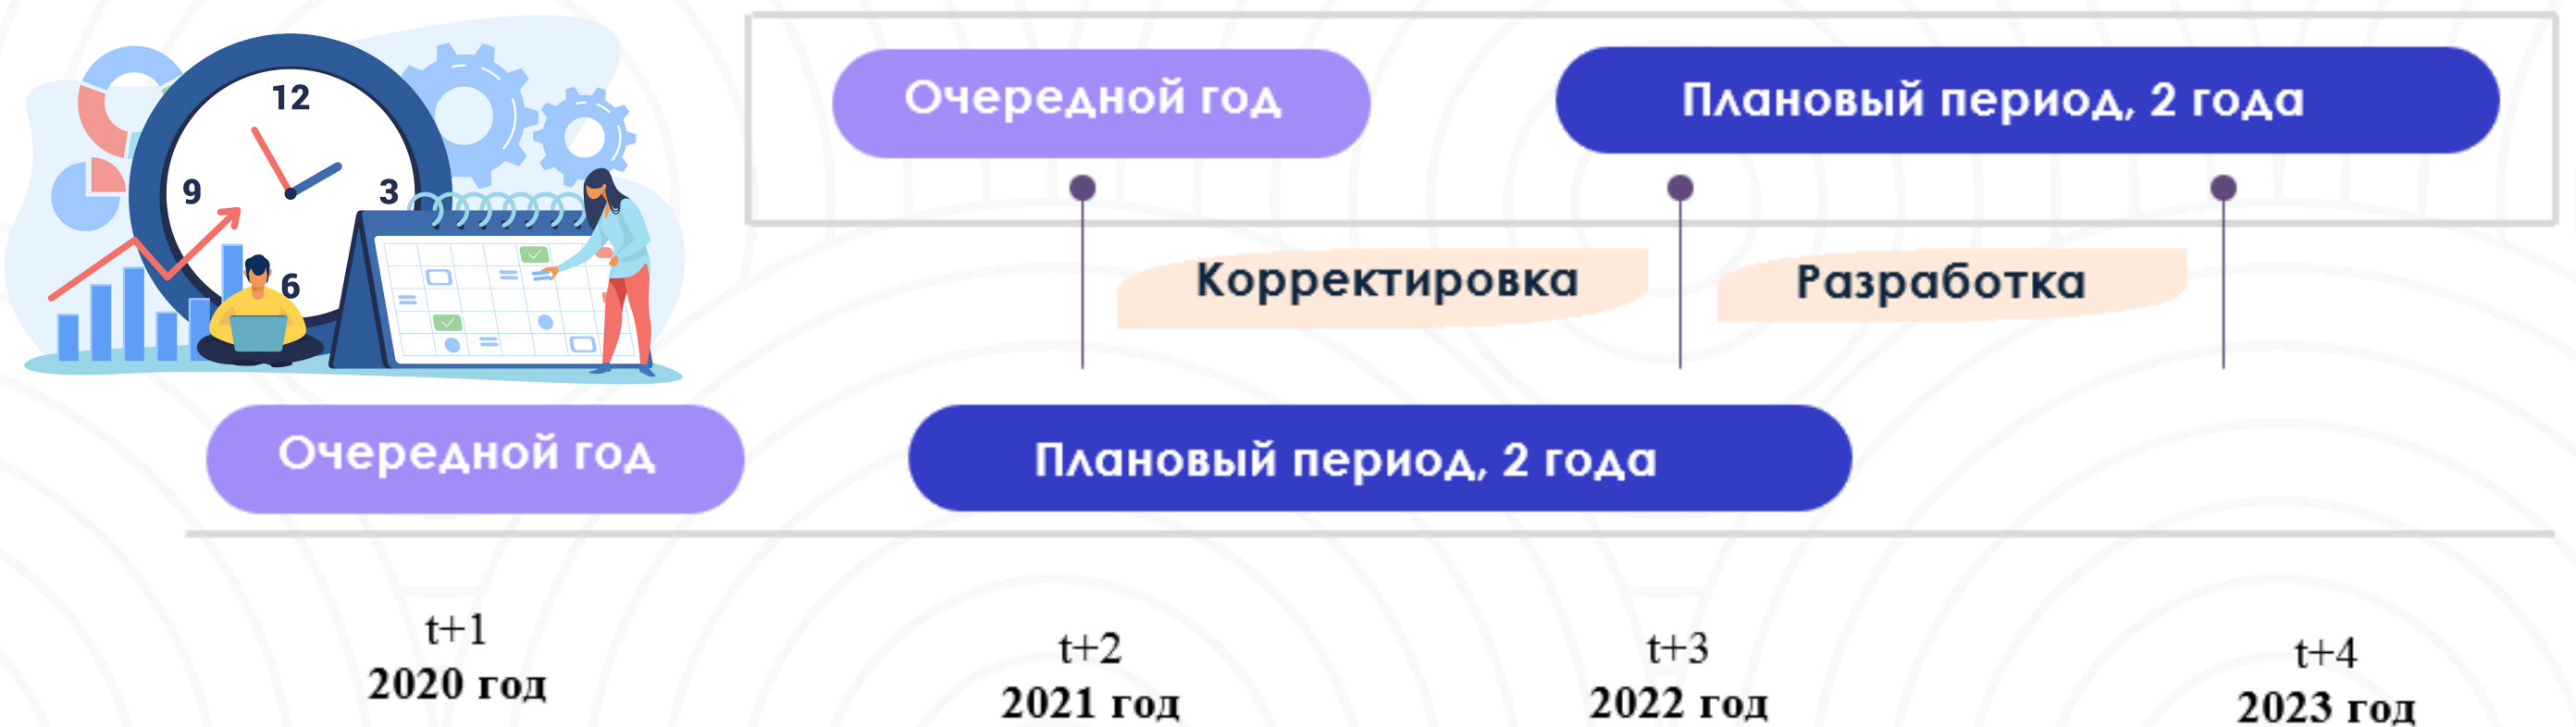 12
9
3
6
Очередной год
Плановый период, 2 года
Корректировка
Разработка
Очередной год
Плановый период, 2 года
t+1
2020 год
t+2
2021 год
t+3
2022 год
t+4
2023 год